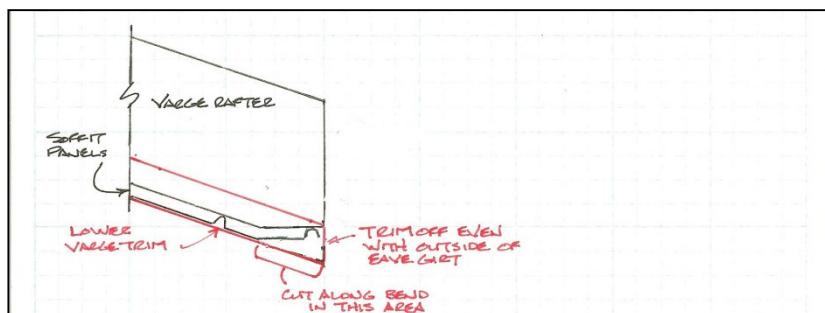 VARGE RAFTER
SOFFIT
PANELS
LOWER
VARGE TRIM
TRIM OFF EVEN
WITH OUTSIDE OF
EAVE GIRT
CUT ALONG BEND
IN THIS AREA